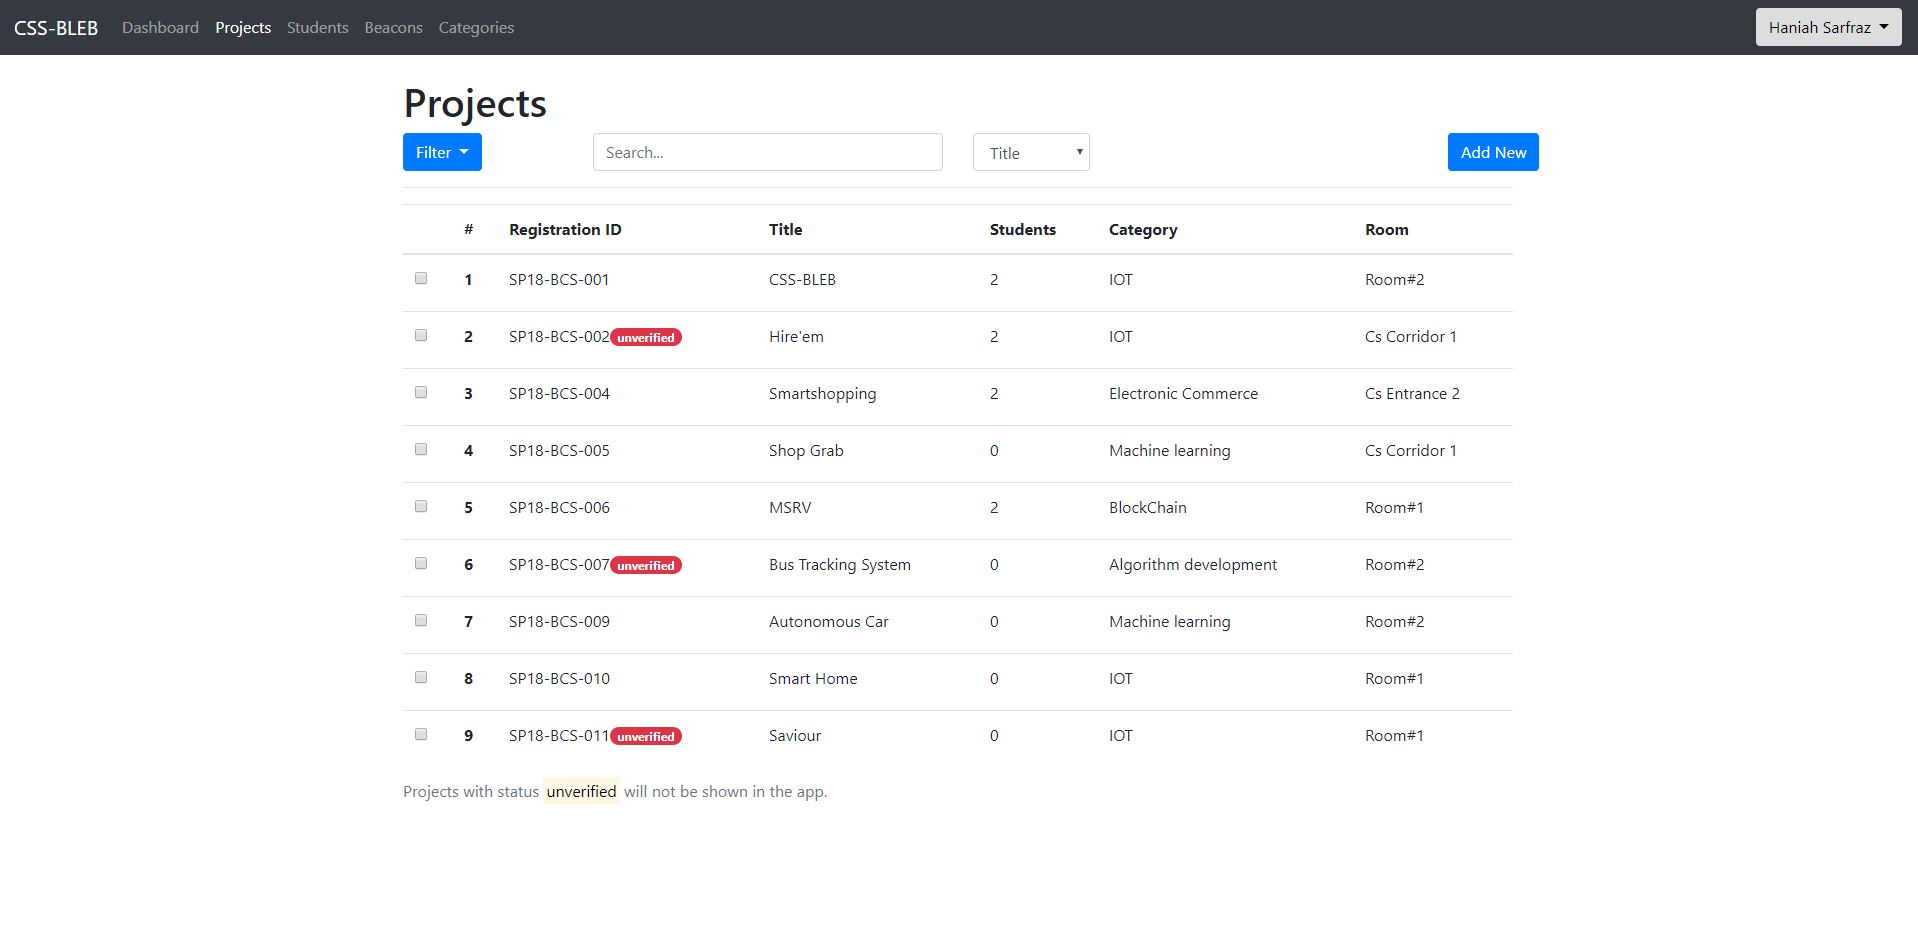 CSS-BLEB Dashboard Projects Students Beacons Categories Haniah Sarfraz
Projects
Filter Search... Title Add New
# Registration ID Title Students Category Room
1 SP18-BCS-001 CSS-BLEB 2 IOT Room#2
2 SP18-BCS-002 unverified Hire'em 2 IOT Cs Corridor 1
3 SP18-BCS-004 Smartshopping 2 Electronic Commerce Cs Entrance 2
4 SP18-BCS-005 Shop Grab 0 Machine learning Cs Corridor 1
5 SP18-BCS-006 MSRV 2 BlockChain Room#1
6 SP18-BCS-007 unverified Bus Tracking System 0 Algorithm development Room#2
7 SP18-BCS-009 Autonomous Car 0 Machine learning Room#2
8 SP18-BCS-010 Smart Home 0 IOT Room#1
9 SP18-BCS-011 unverified Saviour 0 IOT Room#1
Projects with status unverified will not be shown in the app.